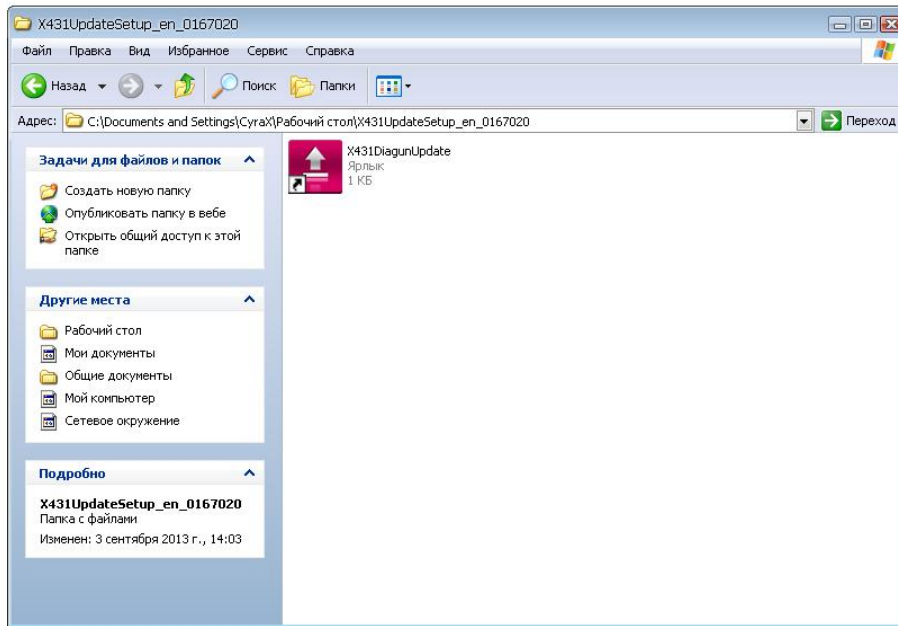 X431UpdateSetup_en_0167020
Файл Правка Вид Избранное Сервис Справка
Назад Поиск Папки
Адрес: C:\Documents and Settings\CyraX\Рабочий стол\X431UpdateSetup_en_0167020 Переход
Задачи для файлов и папок
Создать новую папку
Опубликовать папку в вебе
Открыть общий доступ к этой
папке
Другие места
Рабочий стол
Мои документы
Общие документы
Мой компьютер
Сетевое окружение
Подробно
X431UpdateSetup_en_0167020
Папка с файлами
Изменен: 3 сентября 2013 г., 14:03
X431DiagunUpdate
Ярлык
1 КБ